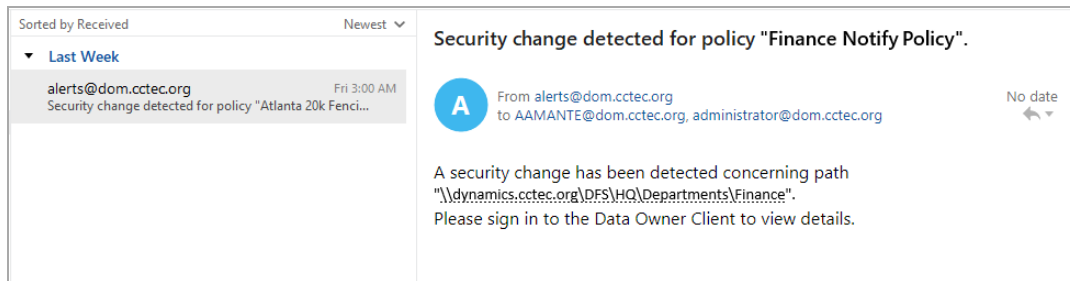 Sorted by Received
Newest
Last Week
alerts@dom.cctec.org
Fri 3:00 AM
Security change detected for policy "Atlanta 20k Fenci...
Security change detected for policy "Finance Notify Policy".
A
From alerts@dom.cctec.org
No date
to AAMANTE@dom.cctec.org, administrator@dom.cctec.org
A security change has been detected concerning path
"\\dynamics.cctec.org\DFS\HQ\Departments\Finance".
Please sign in to the Data Owner Client to view details.